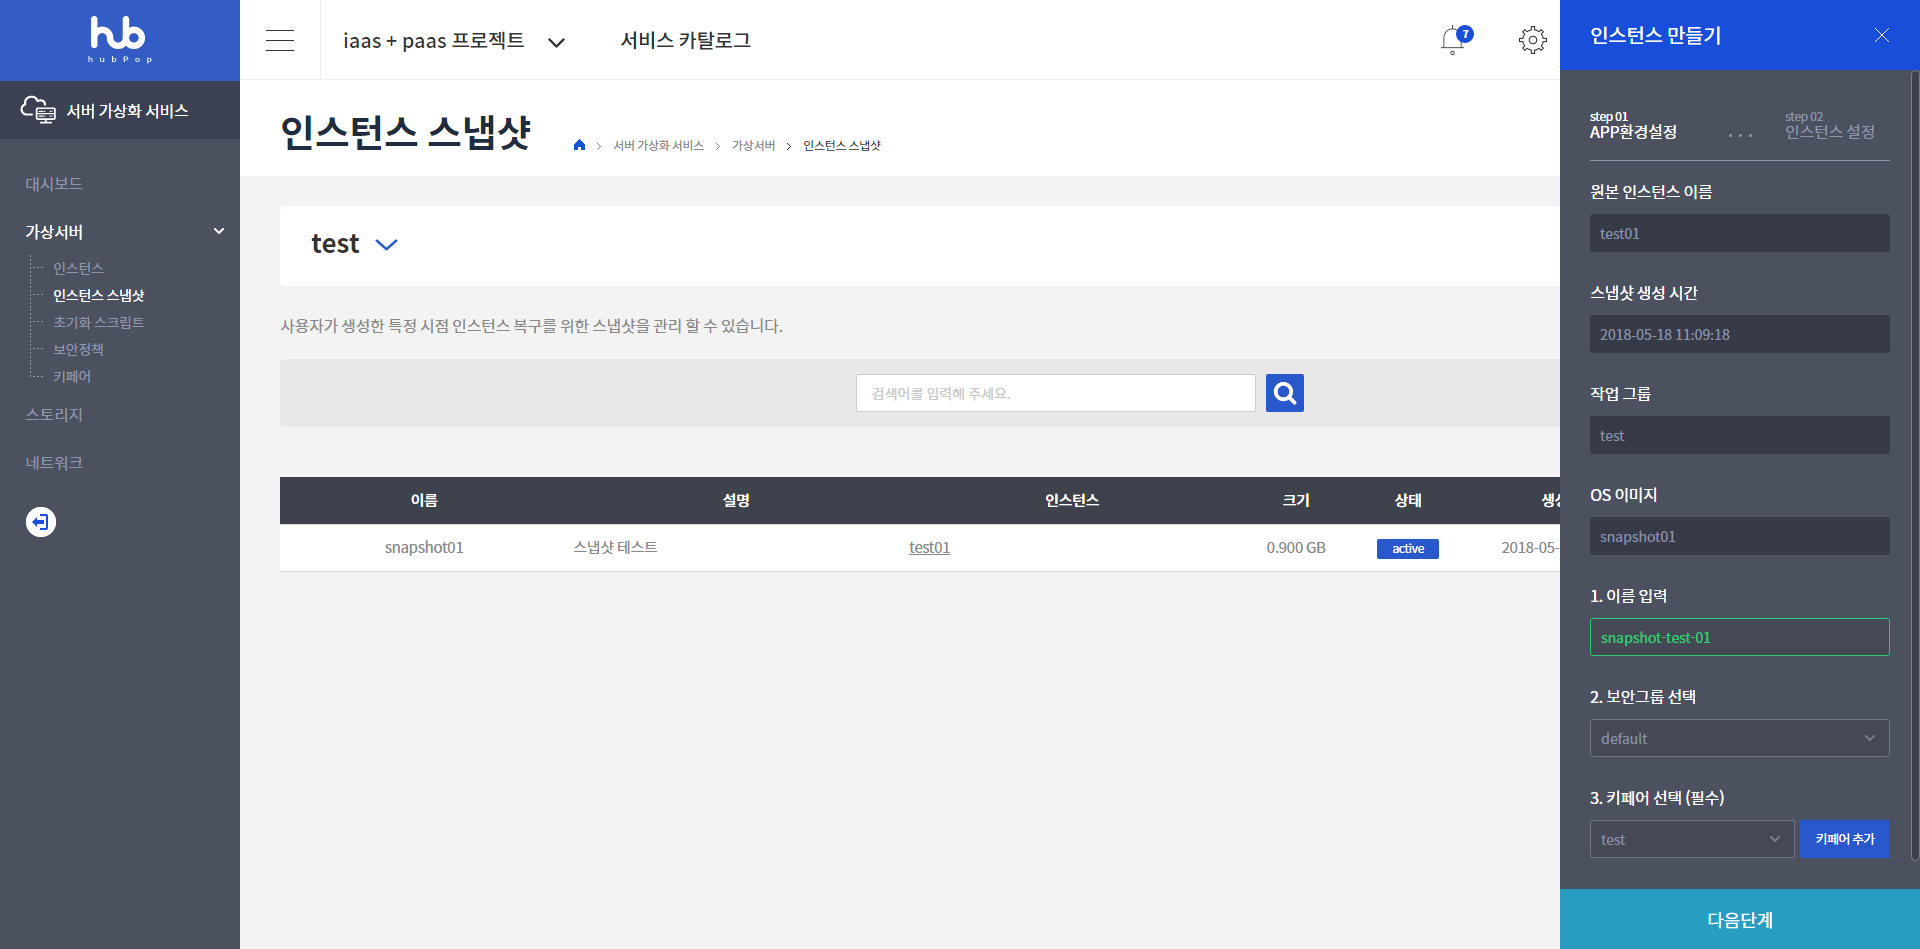 hub
hubPop
서버 가상화 서비스
대시보드
가상서버
인스턴스
인스턴스 스냅샷
초기화 스크립트
보안정책
키페어
스토리지
네트워크
iaas + paas 프로젝트
서비스 카탈로그
7
인스턴스 스냅샷
서버 가상화 서비스
가상서버
인스턴스 스냅샷
test
사용자가 생성한 특정 시점 인스턴스 복구를 위한 스냅샷을 관리 할 수 있습니다.
검색어를 입력해 주세요.
이름 설명 인스턴스 크기 상태
snapshot01 스냅샷 테스트 test01 0.900 GB active 2018-05-
인스턴스 만들기
step 01
APP환경설정
...
step 02
인스턴스 설정
원본 인스턴스 이름
test01
스냅샷 생성 시간
2018-05-18 11:09:18
작업 그룹
test
OS 이미지
snapshot01
1. 이름 입력
snapshot-test-01
2. 보안그룹 선택
default
3. 키페어 선택 (필수)
test
키페어 추가
다음단계